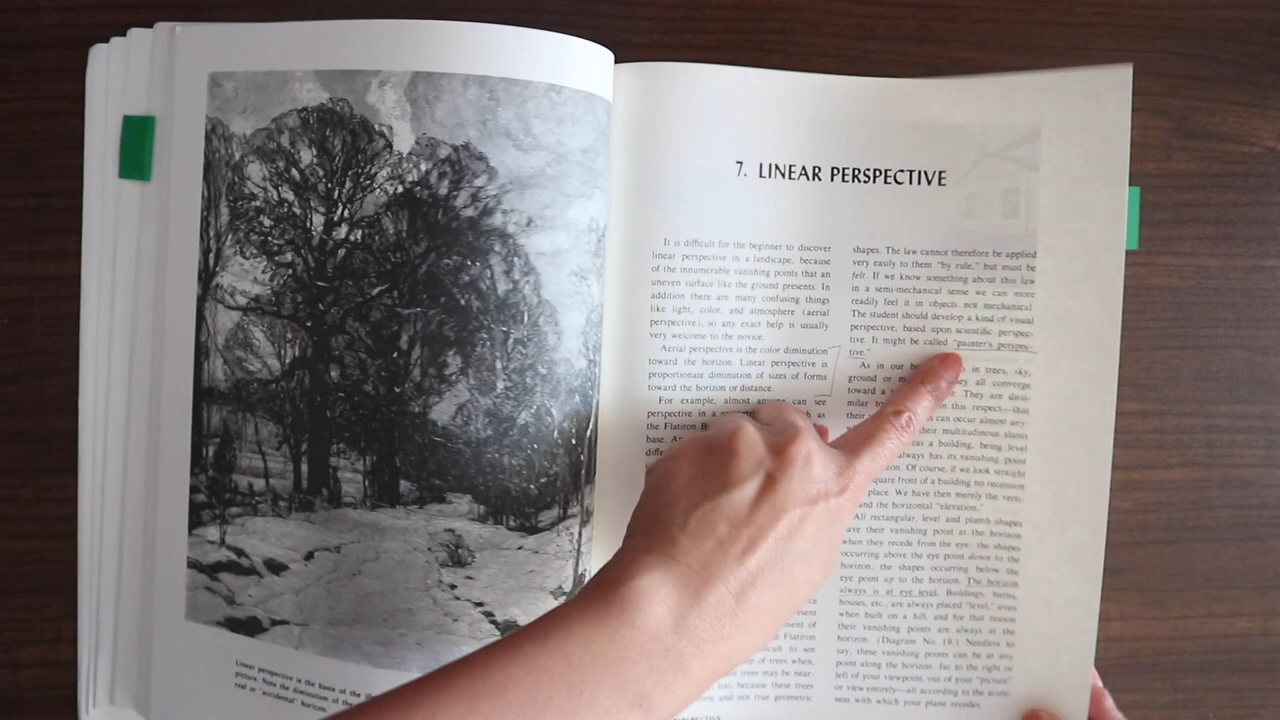 Linear perspective is the basis of the
picture. Note the diminution of the
real or "accidental" horizon.
7. LINEAR PERSPECTIVE
It is difficult for the beginner to discover
linear perspective in a landscape, because
of the innumerable vanishing points that an
uneven surface like the ground presents. In
addition there are many confusing things
like light, color, and atmosphere (aerial
perspective), so any exact help is usually
very welcome to the novice.
Aerial perspective is the color diminution
toward the horizon. Linear perspective is
proportionate diminution of sizes of forms
toward the horizon or distance.
For example, almost anyone can see
perspective in a as
the Flatiron
base.
ment of
Flatiron
cult to see
up of trees when,
trees may be near-
because these trees
and not true geometric
shapes. The law cannot therefore be applied
very easily to them "by rule," but must be
felt. If we know something about this law
in a semi-mechanical sense we can more
readily feel it in objects not mechanical.
The student should develop a kind of visual
perspective, based upon scientific perspec-
tive. It might be called "painter's perspec-
tive."
As in our in trees, sky,
ground or they all converge
toward a They are dissi-
milar to in this respect—that
their can occur almost any
their multitudinous slants
as a building, being level
always has its vanishing point
Of course, if we look straight
square front of a building no recession
place. We have then merely the verti-
and the horizontal "elevation."
All rectangular, level and plumb shapes
have their vanishing point at the horizon
when they recede from the eye: the shapes
occurring above the eye point down to the
horizon, the shapes occurring below the
eye point up to the horizon. The horizon
always is at eye level. Buildings, barns,
houses, etc., are always placed "level," even
when built on a hill, and for that reason
their vanishing points are always at the
horizon. (Diagram No. 19.) Needless to
say, these vanishing points can be at any
point along the horizon: far to the right or
left of your viewpoint, out of your "picture"
or view entirely—all according to the acute-
ness with which your plane recedes.
PERSPECTIVE